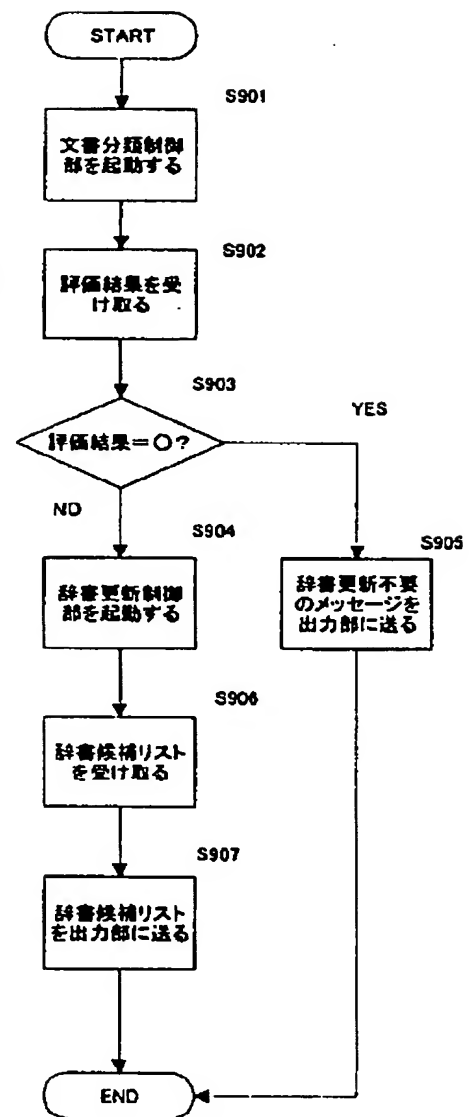 START
S901
文書分類制御
部を起動する
S902
評価結果を受
け取る
S903
評価結果=〇?
YES
NO
S904
辞書更新制御
部を起動する
S905
辞書更新不要
のメッセージを
出力部に送る
S906
辞書候補リスト
を受け取る
S907
辞書候補リスト
を出力部に送る
END